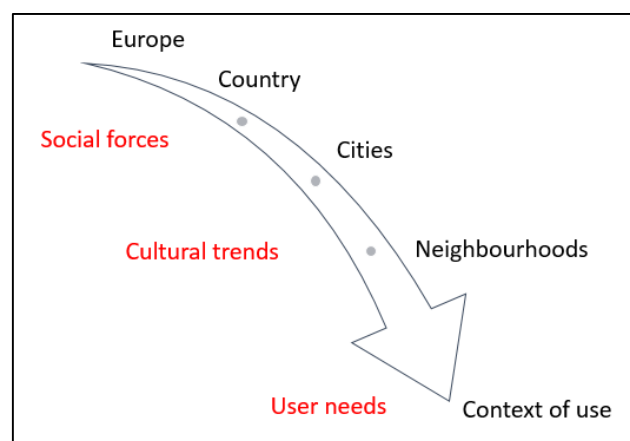 Europe
Country
Social forces
Cities
Cultural trends
Neighbourhoods
User needs
Context of use